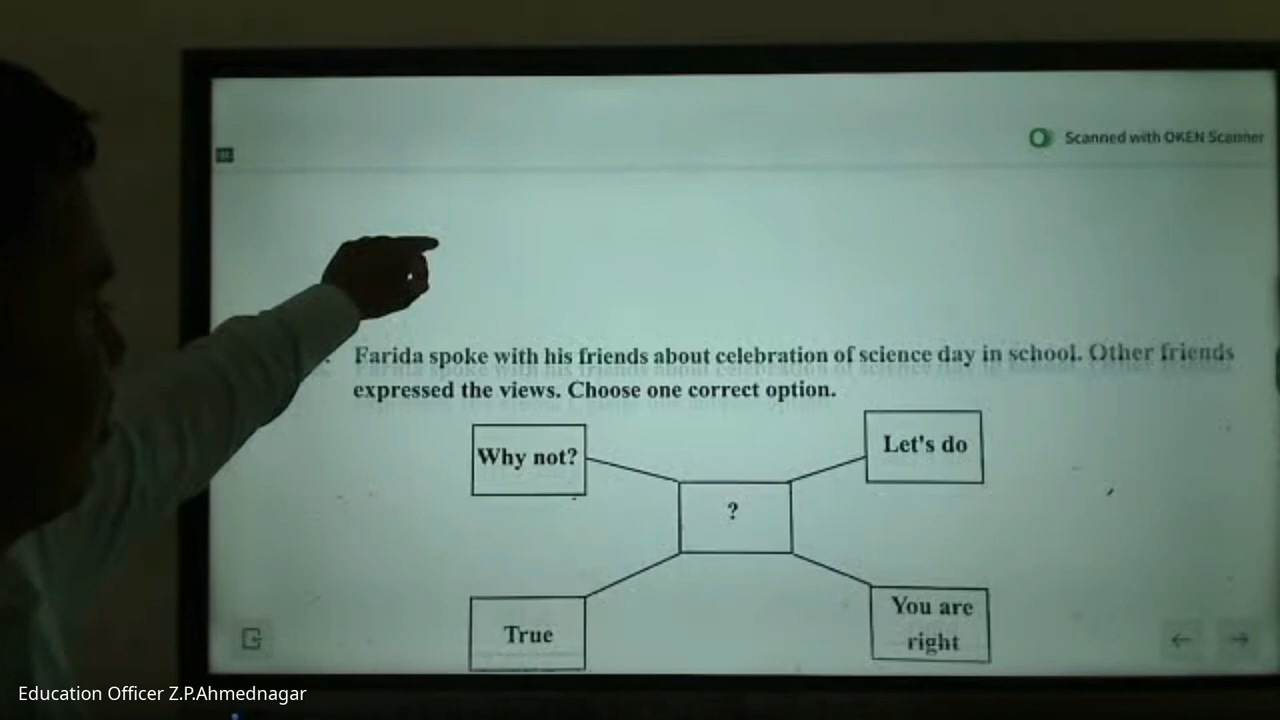 Scanned with OKEN Scanner
Farida spoke with his friends about celebration of science day in school. Other friends
expressed the views. Choose one correct option.
Why not?
Let's do
?
True
You are
right
Education Officer Z.P.Ahmednagar